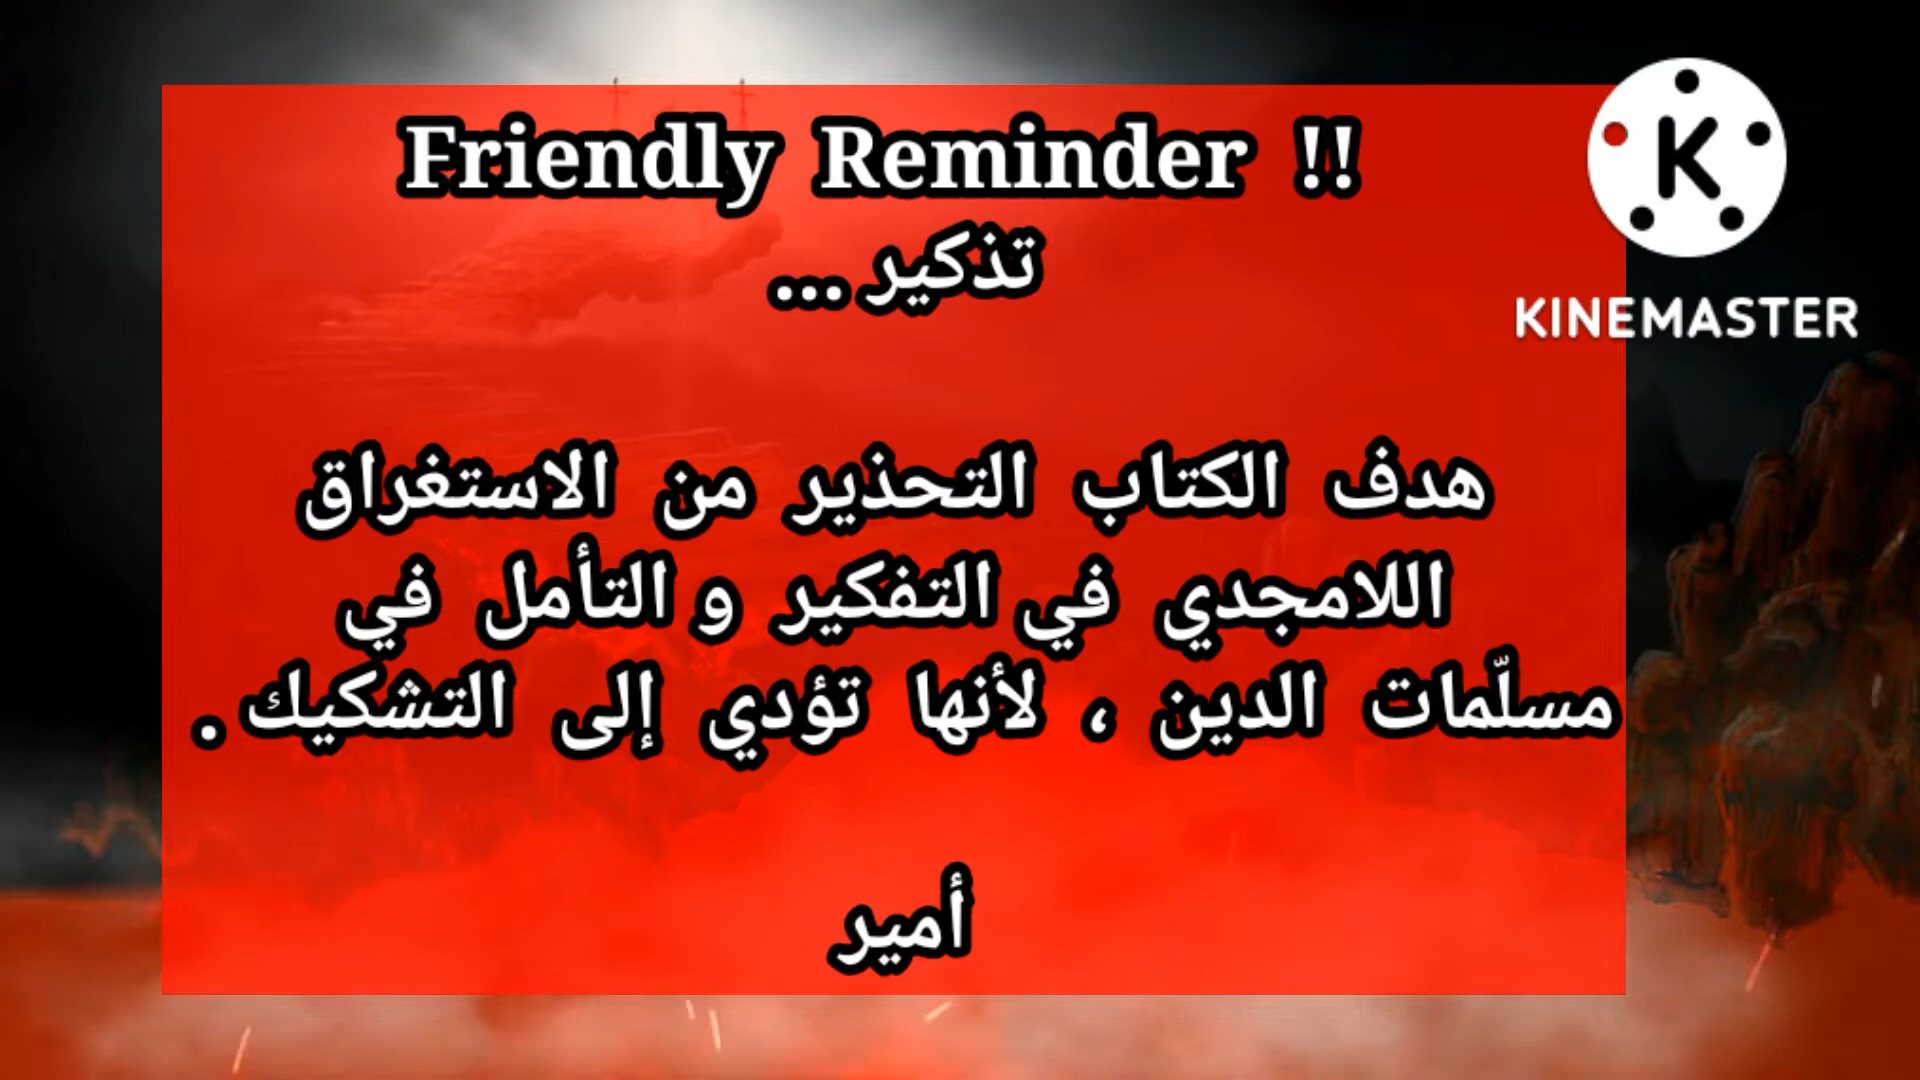 Friendly Reminder !!
تذكير ...
هدف الكتاب التحذير من الاستغراق
اللامجدي في التفكير و التأمل في
مسلّمات الدين ، لأنها تؤدي إلى التشكيك .
أمير
K
KINEMASTER